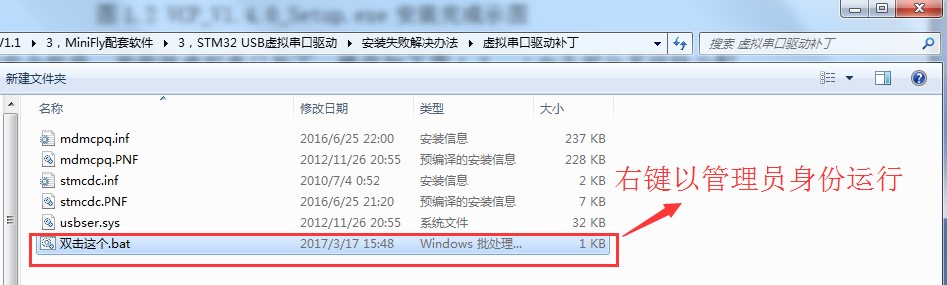 图1.2 VCP_V1.4.0_Setup.exe 安装完成示图
V1.1 ▸ 3，MiniFly配套软件 ▸ 3，STM32 USB虚拟串口驱动 ▸ 安装失败解决办法 ▸ 虚拟串口驱动补丁
搜索 虚拟串口驱动补丁
新建文件夹
名称 修改日期 类型 大小
mdmcpq.inf 2016/6/25 22:00 安装信息 237 KB
mdmcpq.PNF 2012/11/26 20:55 预编译的安装信息 228 KB
stmcdc.inf 2010/7/4 0:52 安装信息 2 KB
stmcdc.PNF 2016/6/25 21:20 预编译的安装信息 7 KB
usbser.sys 2012/11/26 20:55 系统文件 32 KB
双击这个.bat 2017/3/17 15:48 Windows 批处理... 1 KB
右键以管理员身份运行